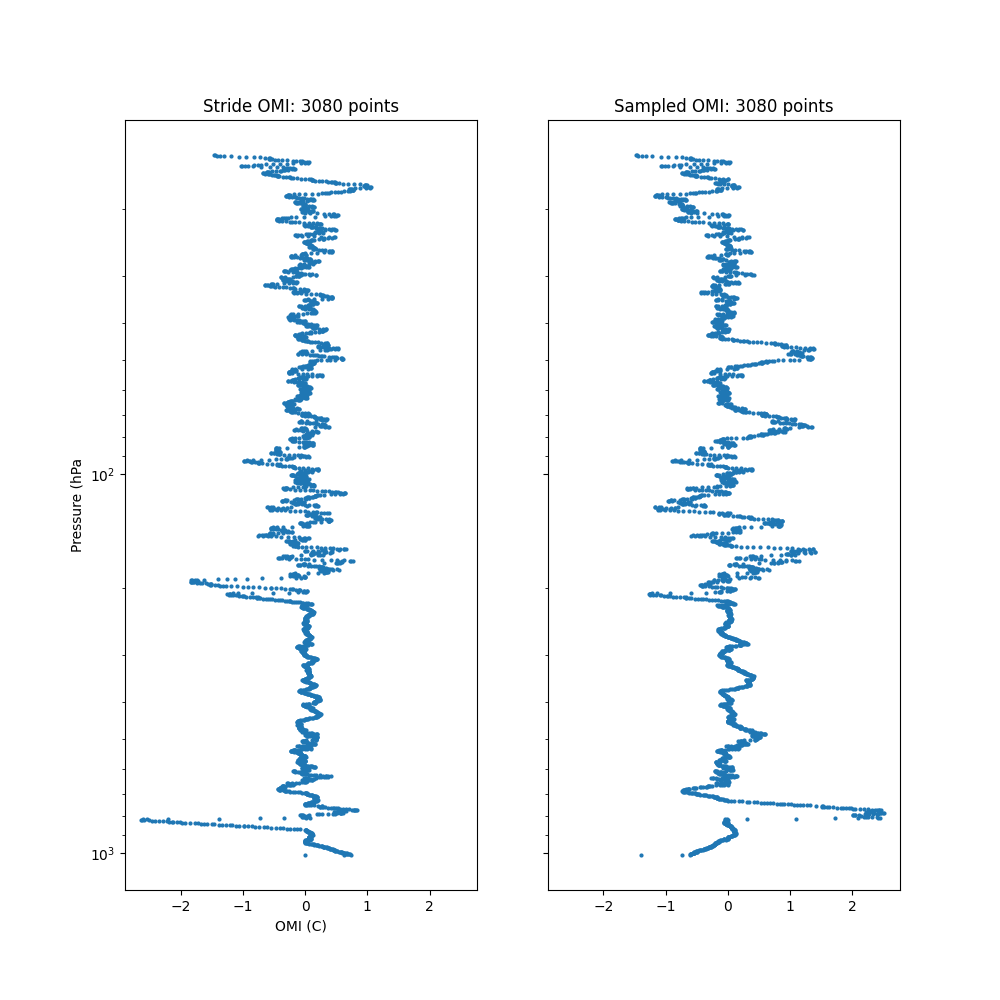 Stride OMI: 3080 points
Sampled OMI: 3080 points
Pressure (hPa
10²
10³
−2 −1 0 1 2
−2 −1 0 1 2
OMI (C)